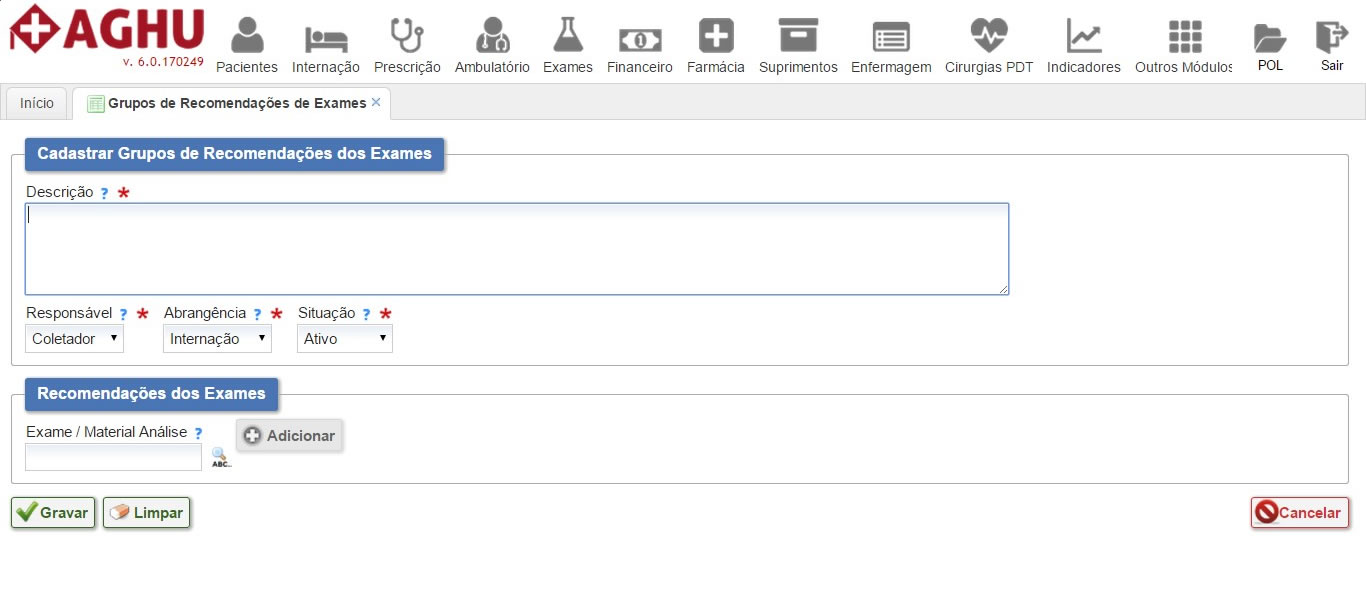 AGHU
v. 6.0.170249
Pacientes Internação Prescrição Ambulatório Exames Financeiro Farmácia Suprimentos Enfermagem Cirurgias PDT Indicadores Outros Módulos POL Sair
Início Grupos de Recomendações de Exames
Cadastrar Grupos de Recomendações dos Exames
Descrição ? *
Responsável ? * Abrangência ? * Situação ? *
Coletador Internação Ativo
Recomendações dos Exames
Exame / Material Análise ?
Adicionar
ABC..
Gravar Limpar Cancelar